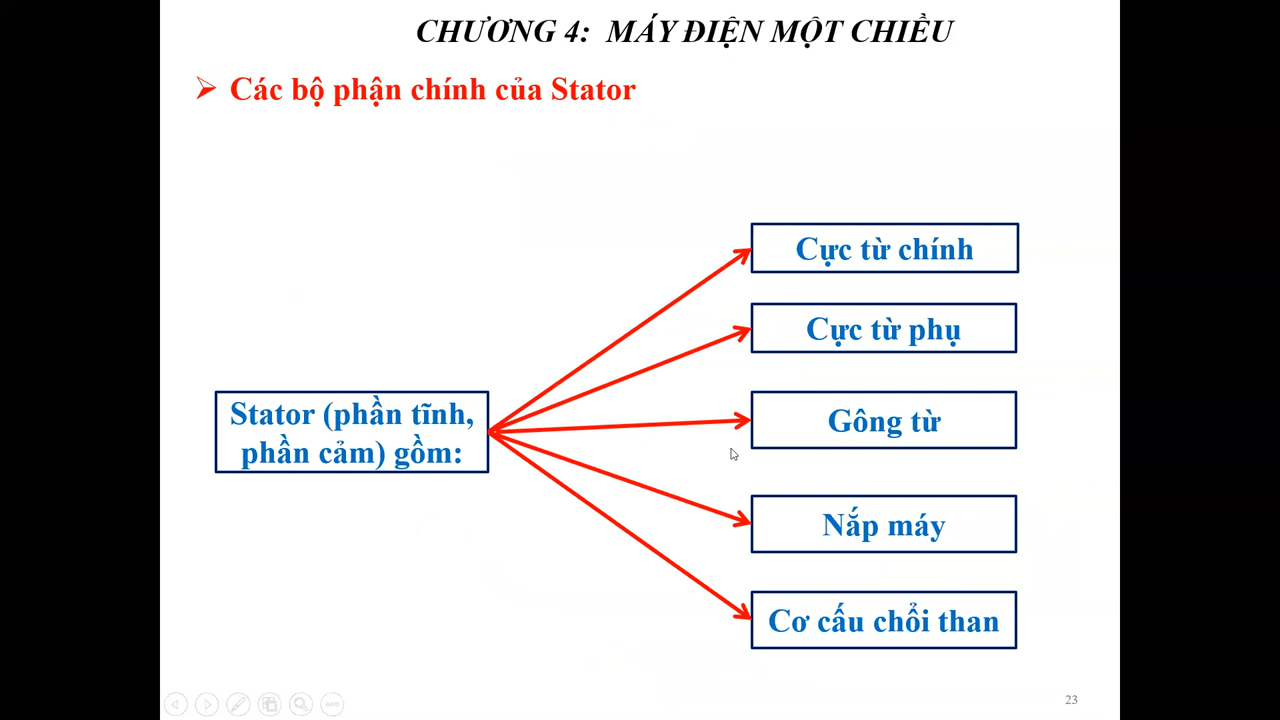 CHƯƠNG 4: MÁY ĐIỆN MỘT CHIỀU
Các bộ phận chính của Stator
Cực từ chính
Cực từ phụ
Stator (phần tĩnh,
phần cảm) gồm:
Gông từ
Nắp máy
Cơ cấu chổi than
23